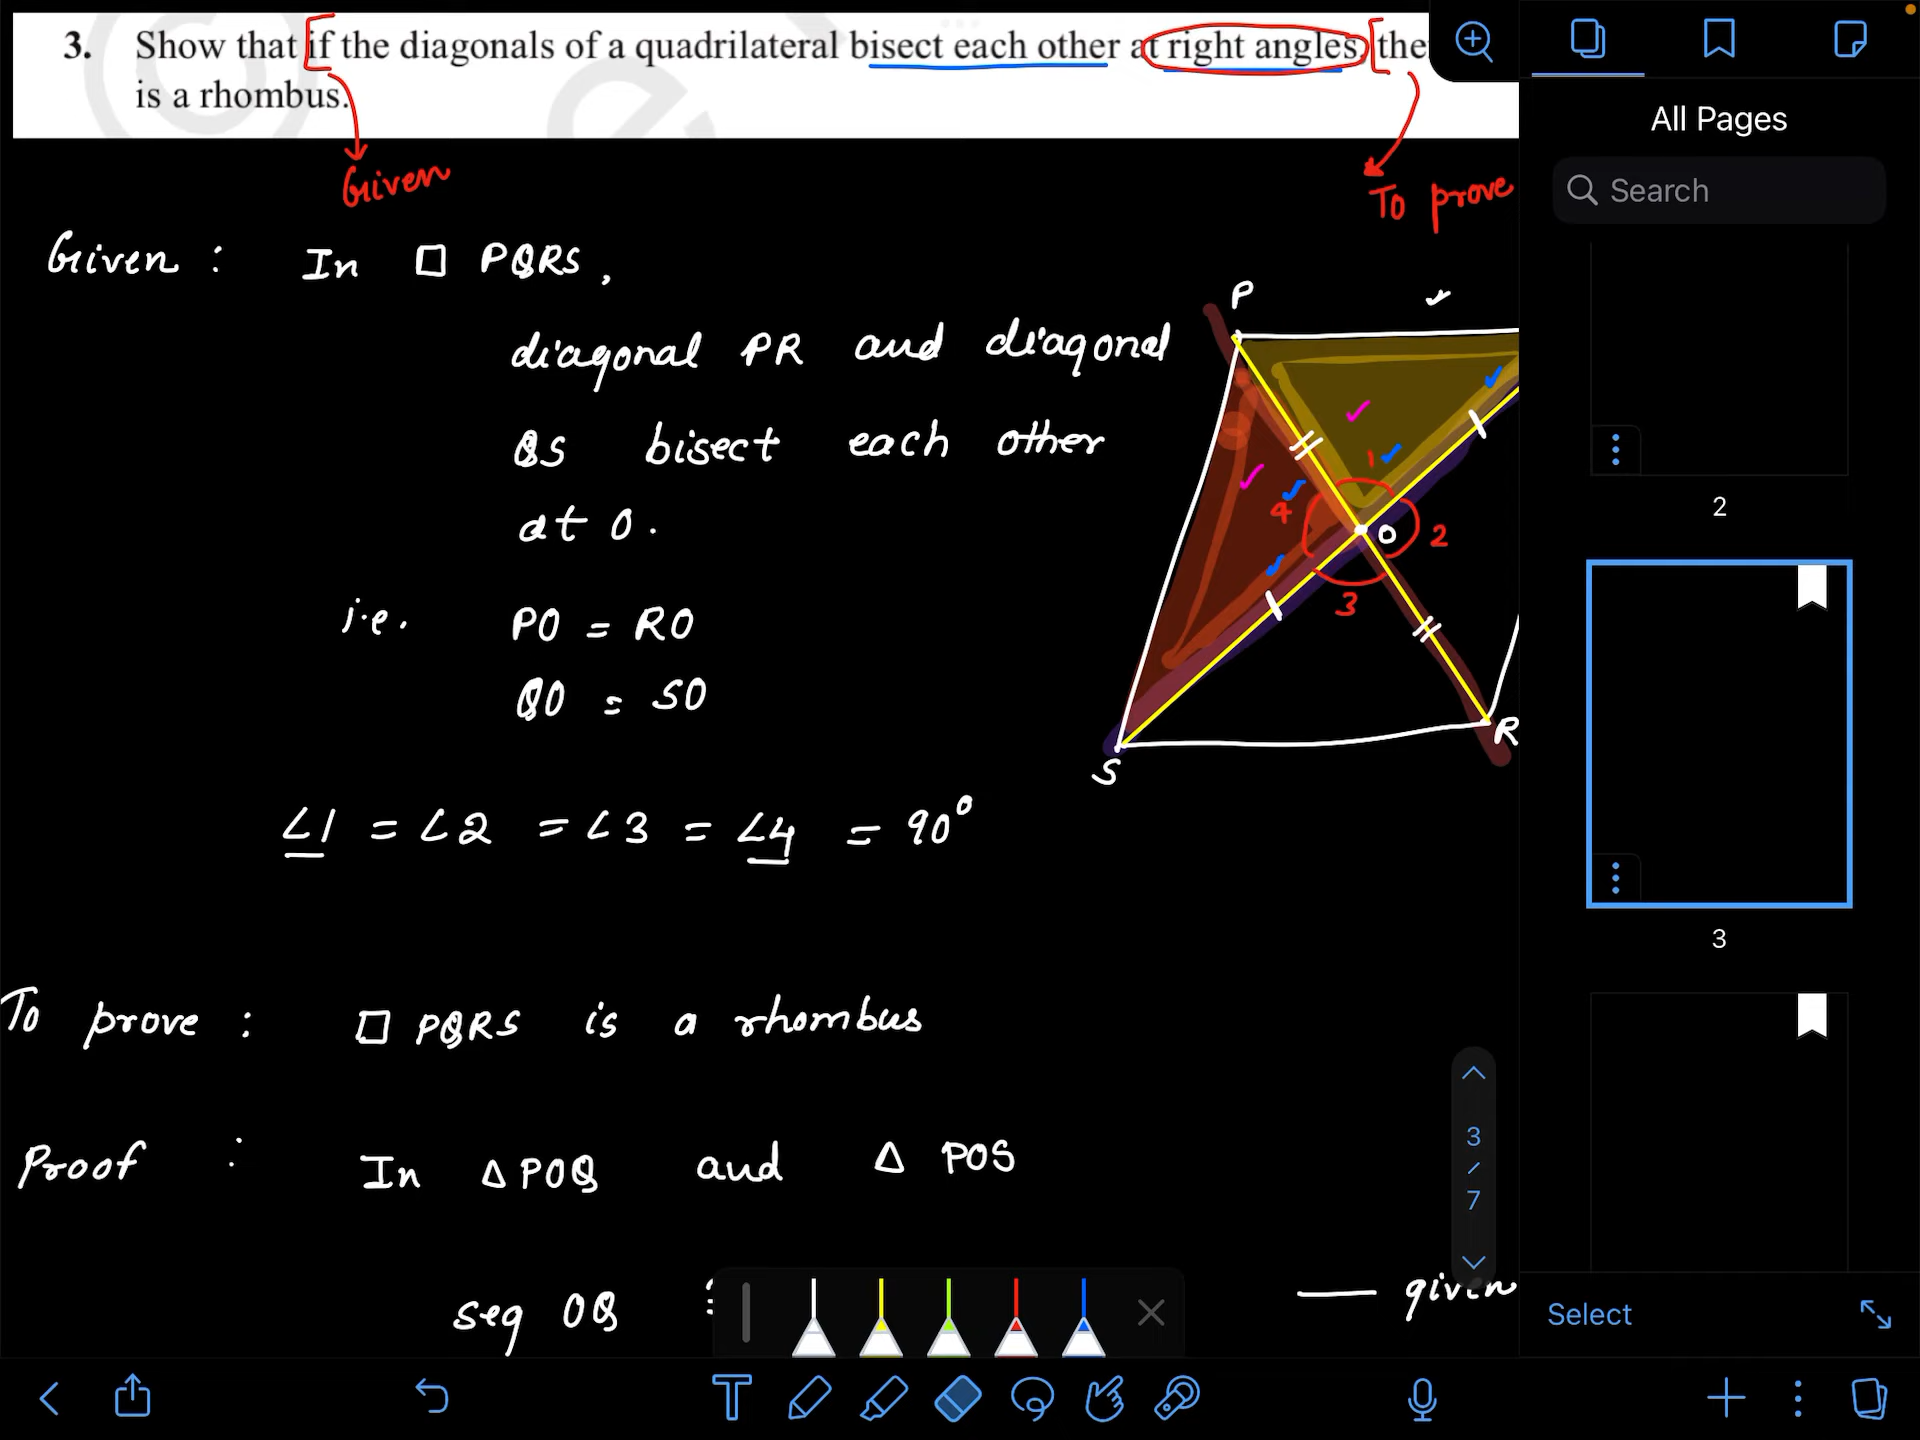 3. Show that if the diagonals of a quadrilateral bisect each other at right angles, the
is a rhombus.
Given
To prove
Given : In □ PQRS,
diagonal PR and diagonal
QS bisect each other
at O.
i.e. PO = RO
QO = SO
∠1 = ∠2 = ∠3 = ∠4 = 90°
To prove : □ PQRS is a rhombus
Proof : In △ POQ and △ POS
seg OQ — given
P
1
4
O
2
3
R
S
All Pages
Search
2
3
3
/
7
Select
T